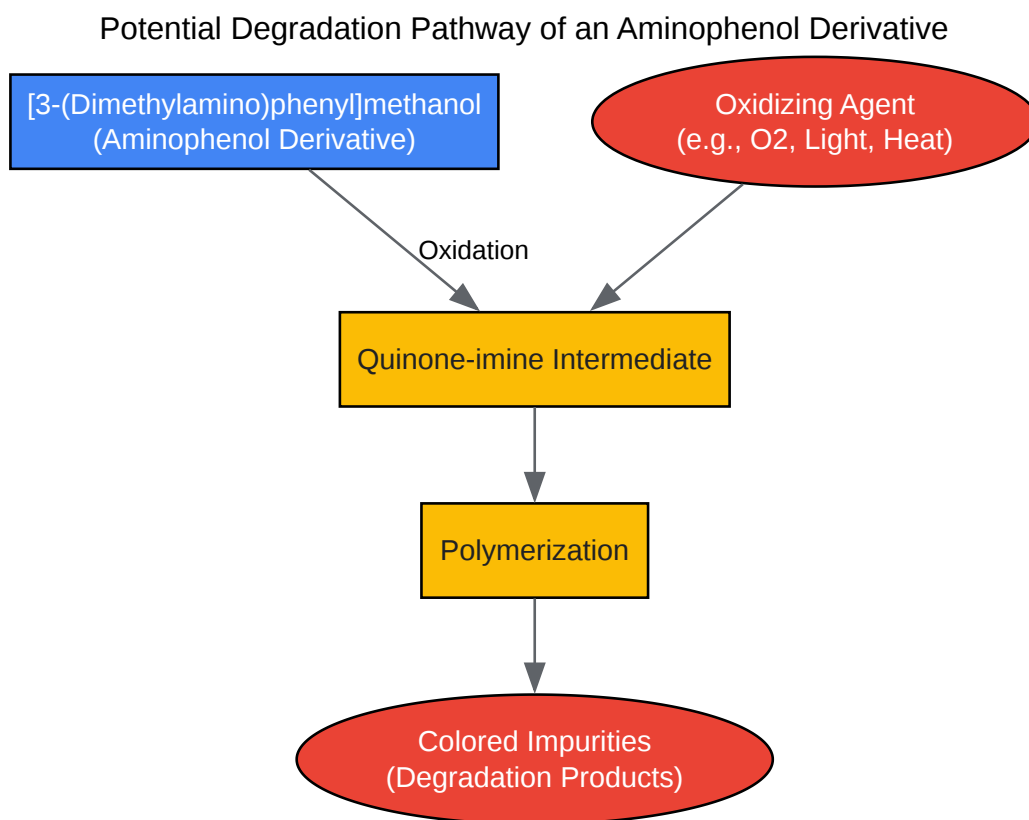 Potential Degradation Pathway of an Aminophenol Derivative
[3-(Dimethylamino)phenyl]methanol
(Aminophenol Derivative)
Oxidizing Agent
(e.g., O2, Light, Heat)
Oxidation
Quinone-imine Intermediate
Polymerization
Colored Impurities
(Degradation Products)